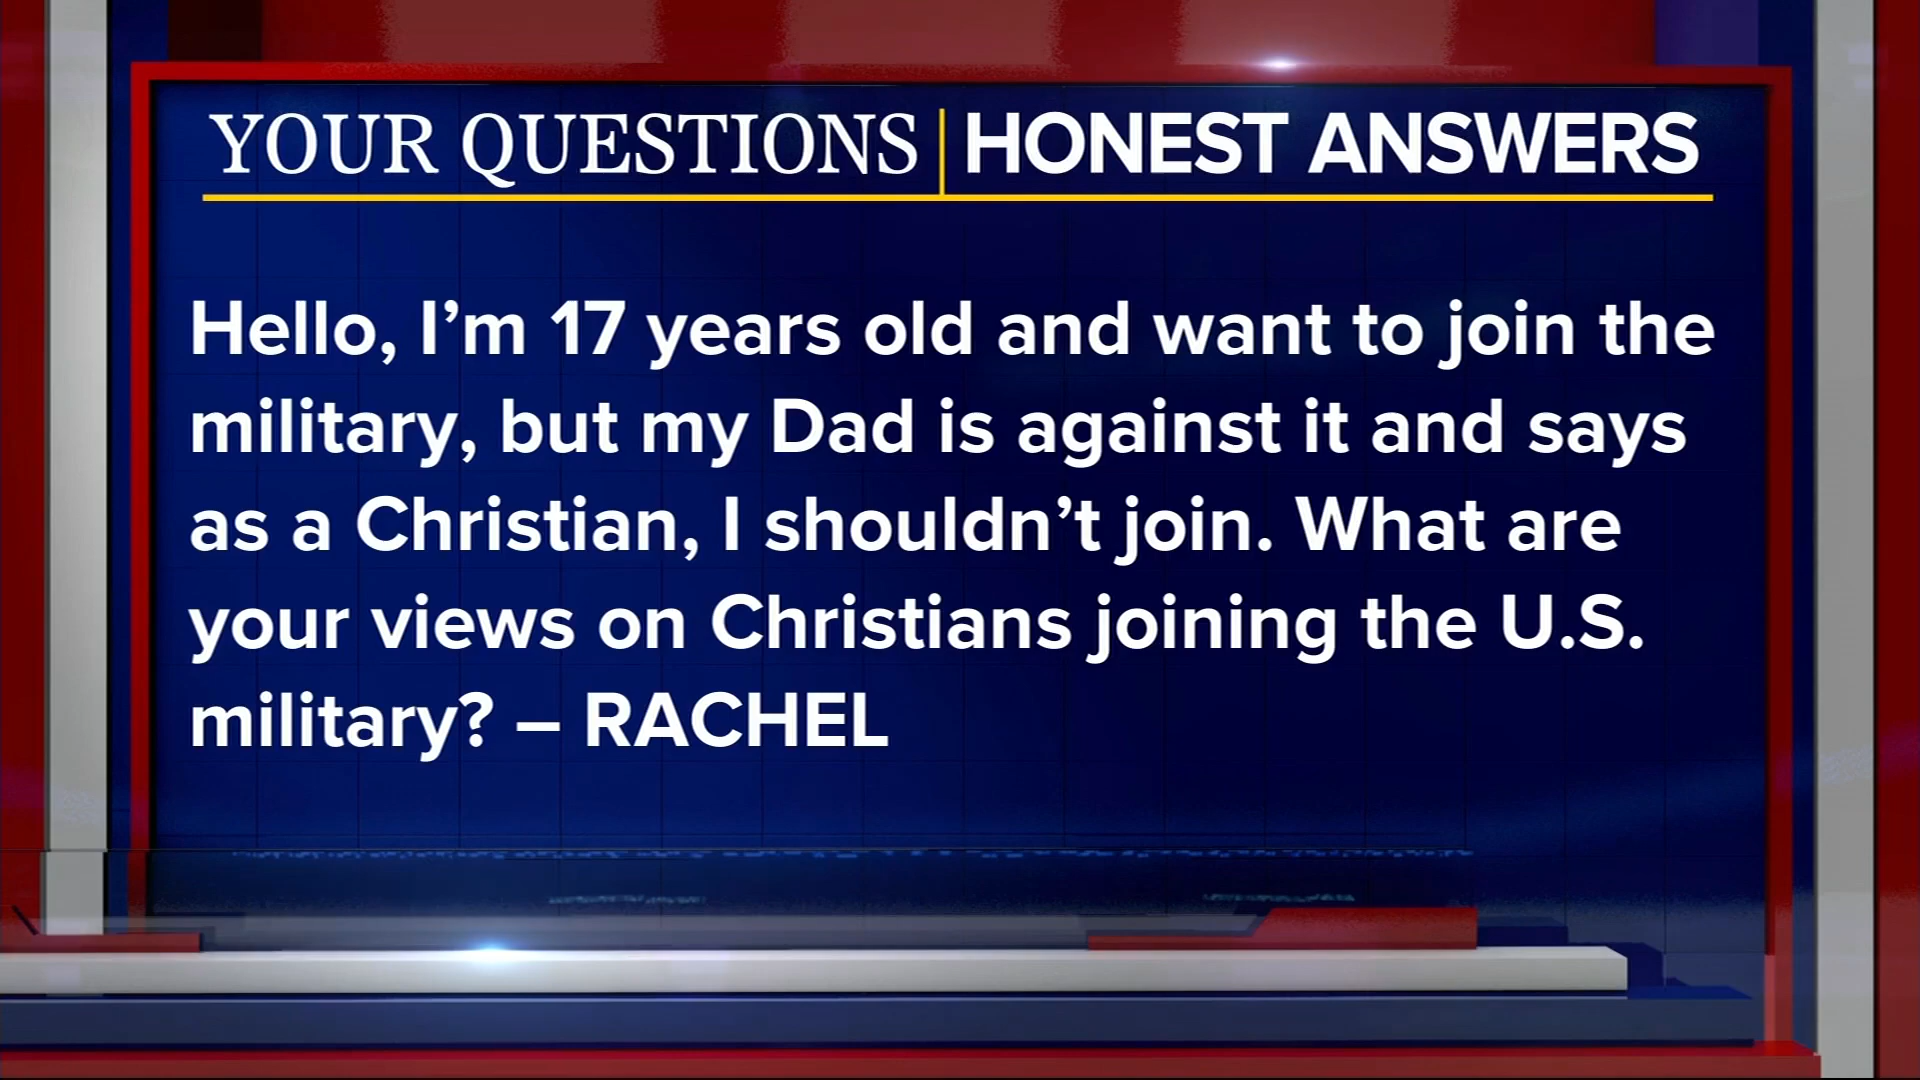 YOUR QUESTIONS | HONEST ANSWERS
Hello, I’m 17 years old and want to join the
military, but my Dad is against it and says
as a Christian, I shouldn’t join. What are
your views on Christians joining the U.S.
military? – RACHEL